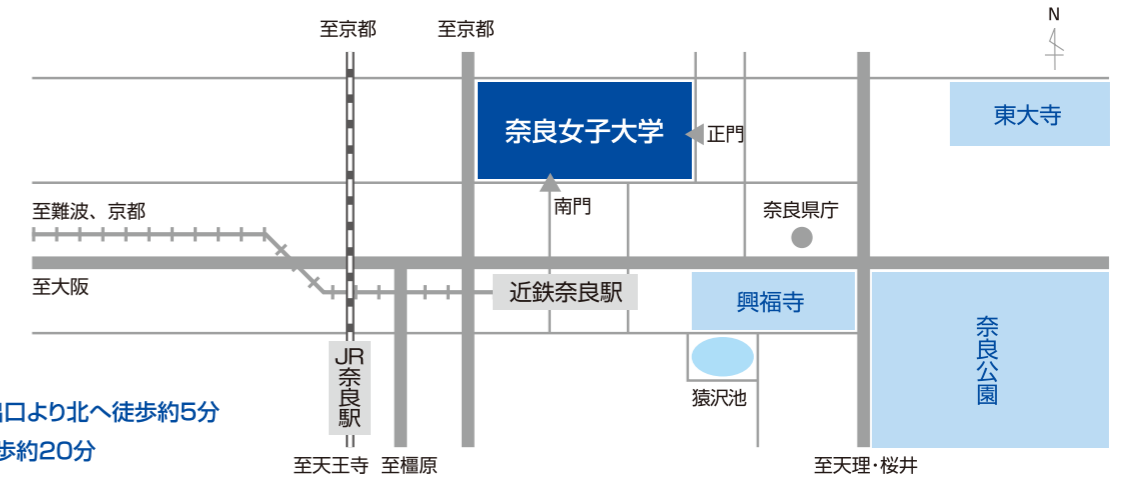 至京都
至京都
N
奈良女子大学
正門
東大寺
南門
奈良県庁
至難波、京都
至大阪
近鉄奈良駅
興福寺
奈良公園
JR奈良駅
猿沢池
出口より北へ徒歩約5分
歩約20分
至天王寺
至橿原
至天理・桜井